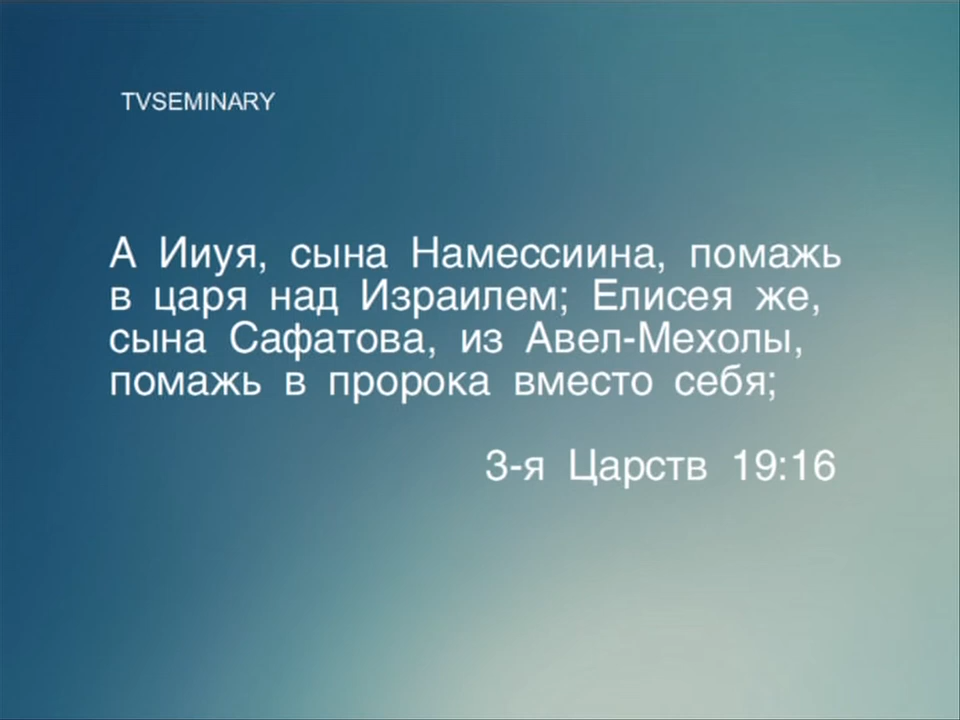 TVSEMINARY
А Ииуя, сына Намессиина, помажь
в царя над Израилем; Елисея же,
сына Сафатова, из Авел-Мехолы,
помажь в пророка вместо себя;
3-я Царств 19:16